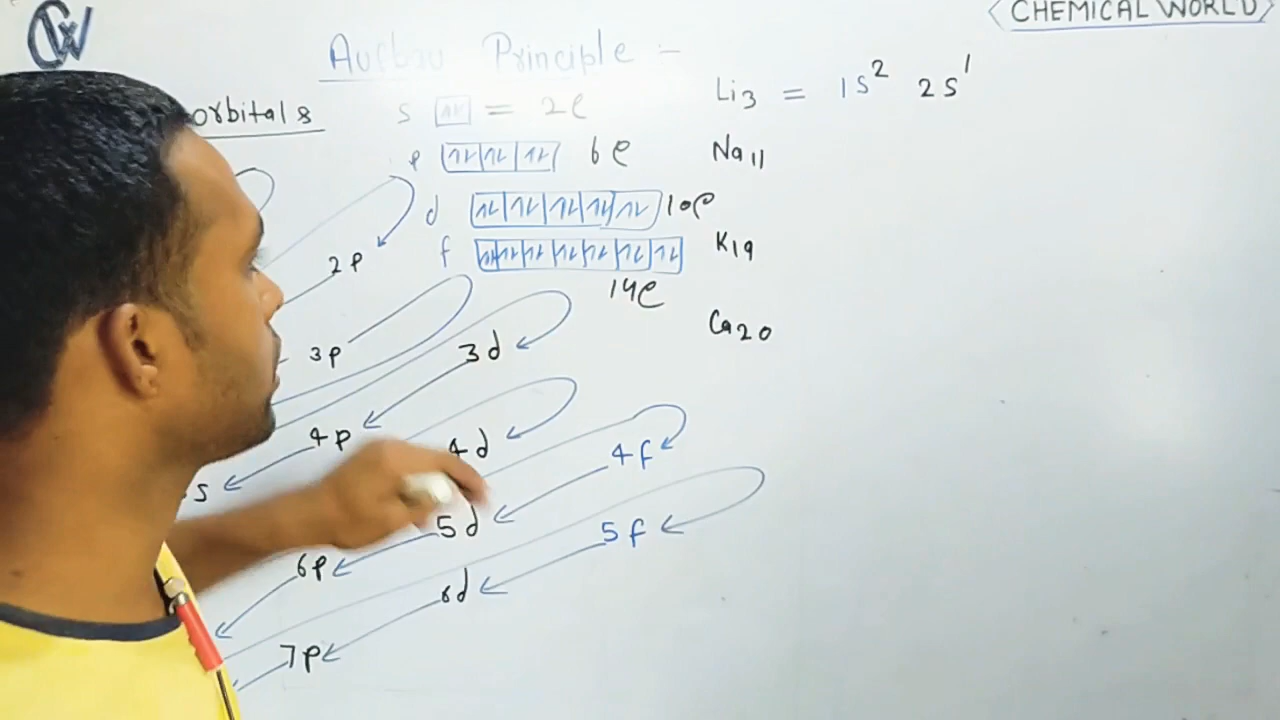 CW
CHEMICAL WORLD
Aufbau Principle :-
orbitals
s ⥮ = 2e
p 6e
d 10e
f
14e
Li3 = 1s² 2s¹
Na11
K19
Ca20
2p
3p 3d
4p 4d 4f
s
5d 5f
6p 6d
7p